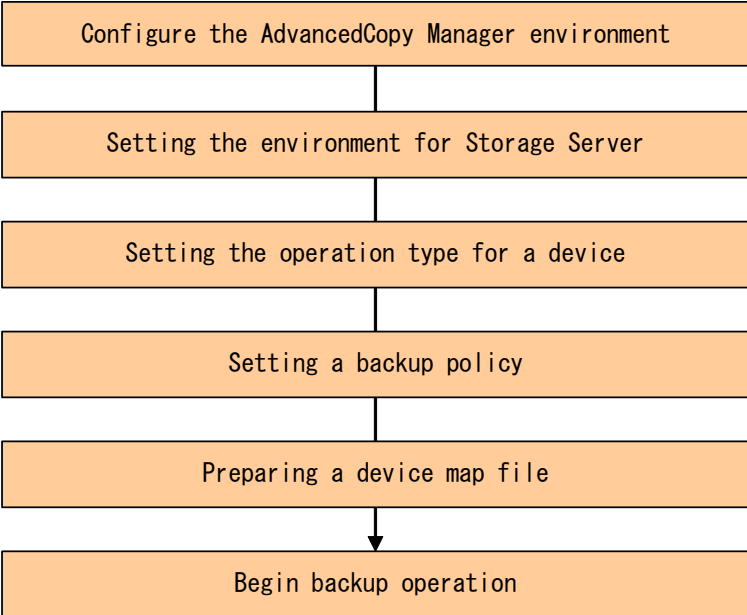 Configure the AdvancedCopy Manager environment
Setting the environment for Storage Server
Setting the operation type for a device
Setting a backup policy
Preparing a device map file
Begin backup operation